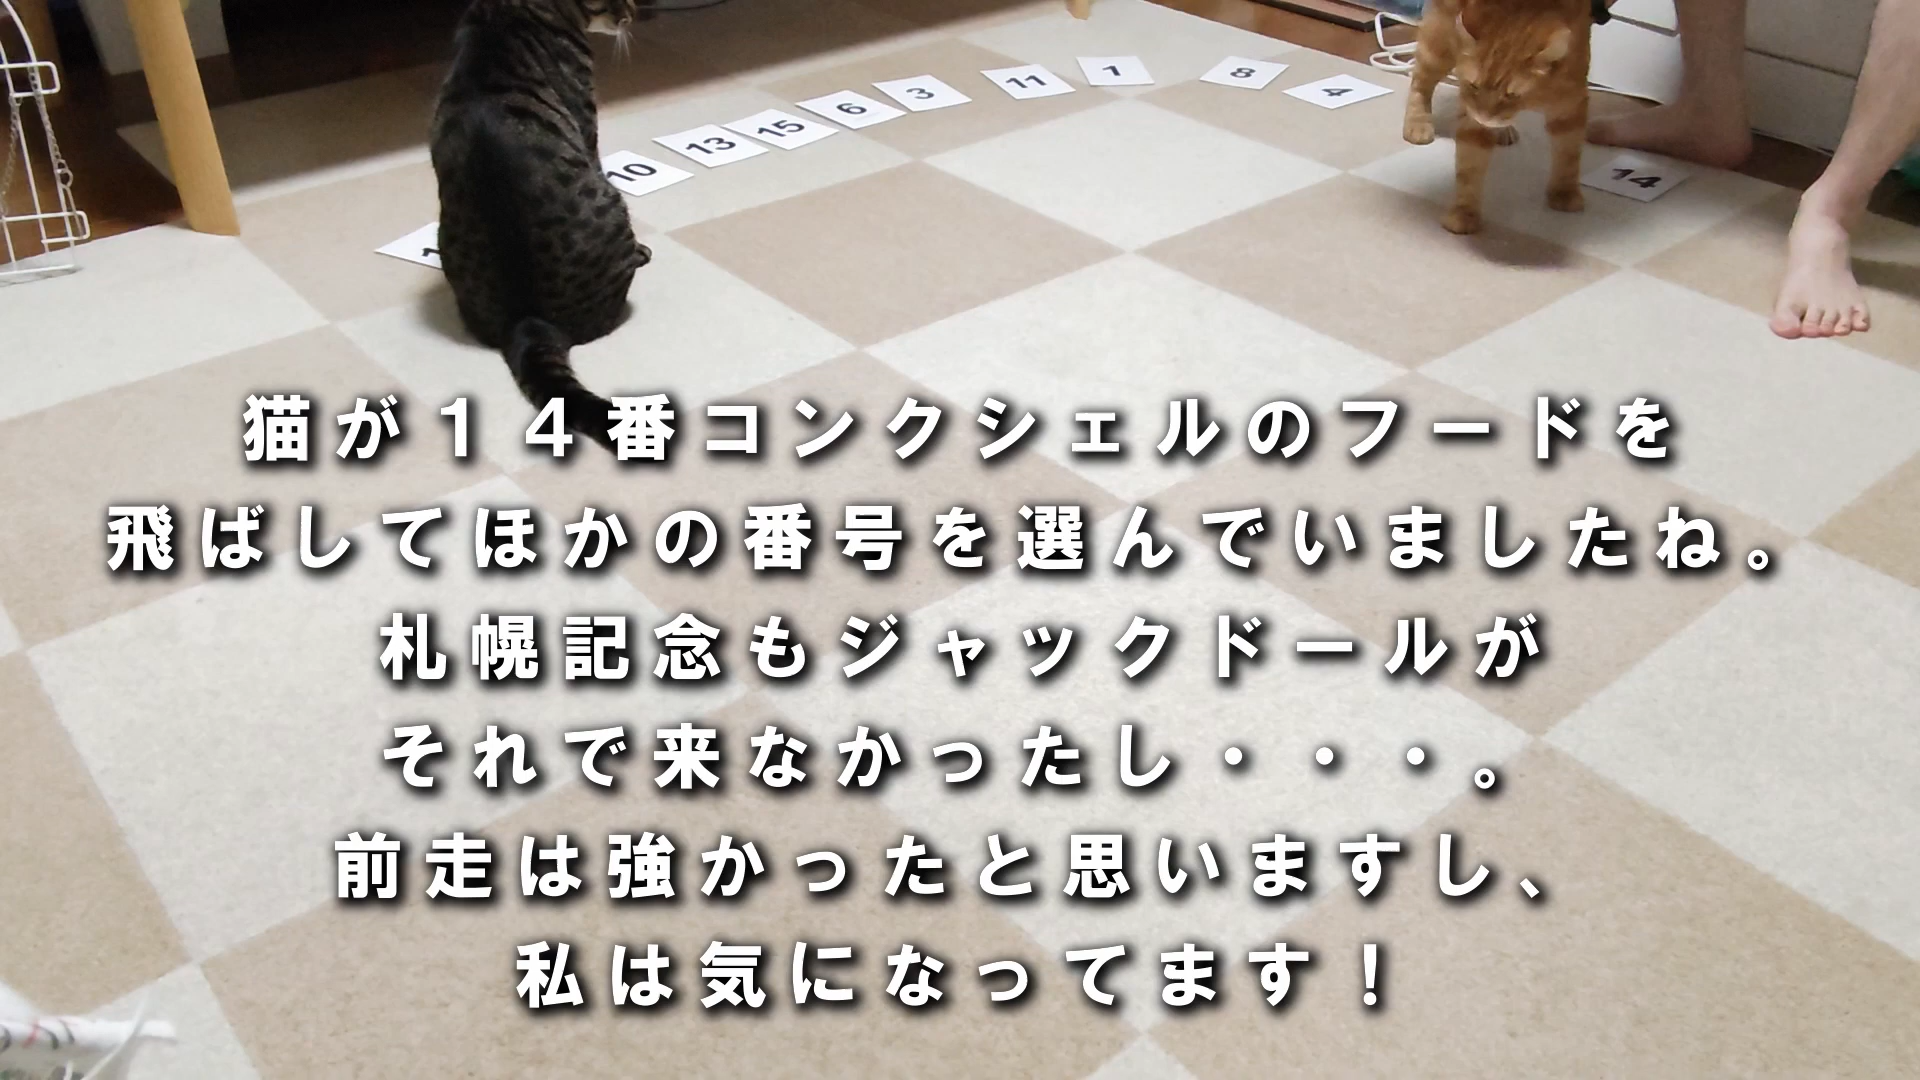 8
4
1
11
3
6
15
13
10
14
猫が１４番コンクシェルのフードを
飛ばしてほかの番号を選んでいましたね。
札幌記念もジャックドールが
それで来なかったし・・・。
前走は強かったと思いますし、
私は気になってます！